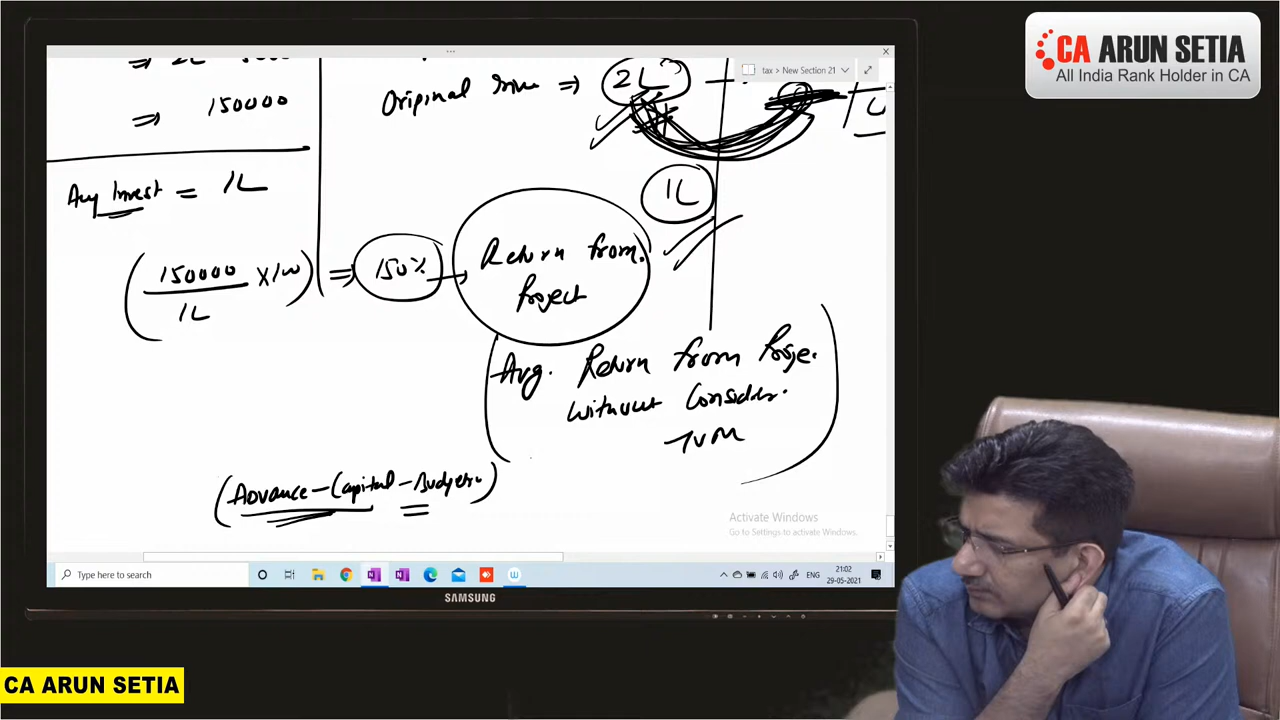 CA ARUN SETIA
All India Rank Holder in CA
tax > New Section 21
⇒ 2L
⇒ 150000
Original ⇒ 2L
Avg Invest = 1L
1L
(150000 / 1L × 100) ⇒ 150% → Return from Project
Avg. Return from Proje.
without Consider.
TVM
(Advance-Capital-Budgetin)
Activate Windows
Go to Settings to activate Windows.
Type here to search
ENG
21:02
29-05-2021
SAMSUNG
CA ARUN SETIA